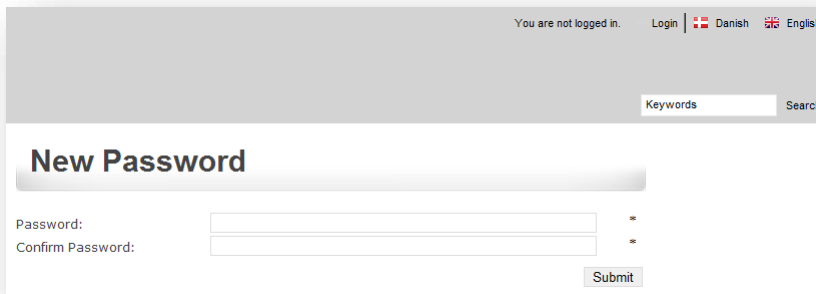 You are not logged in. Login Danish
Keywords
New Password
Password: *
Confirm Password: *
Submit